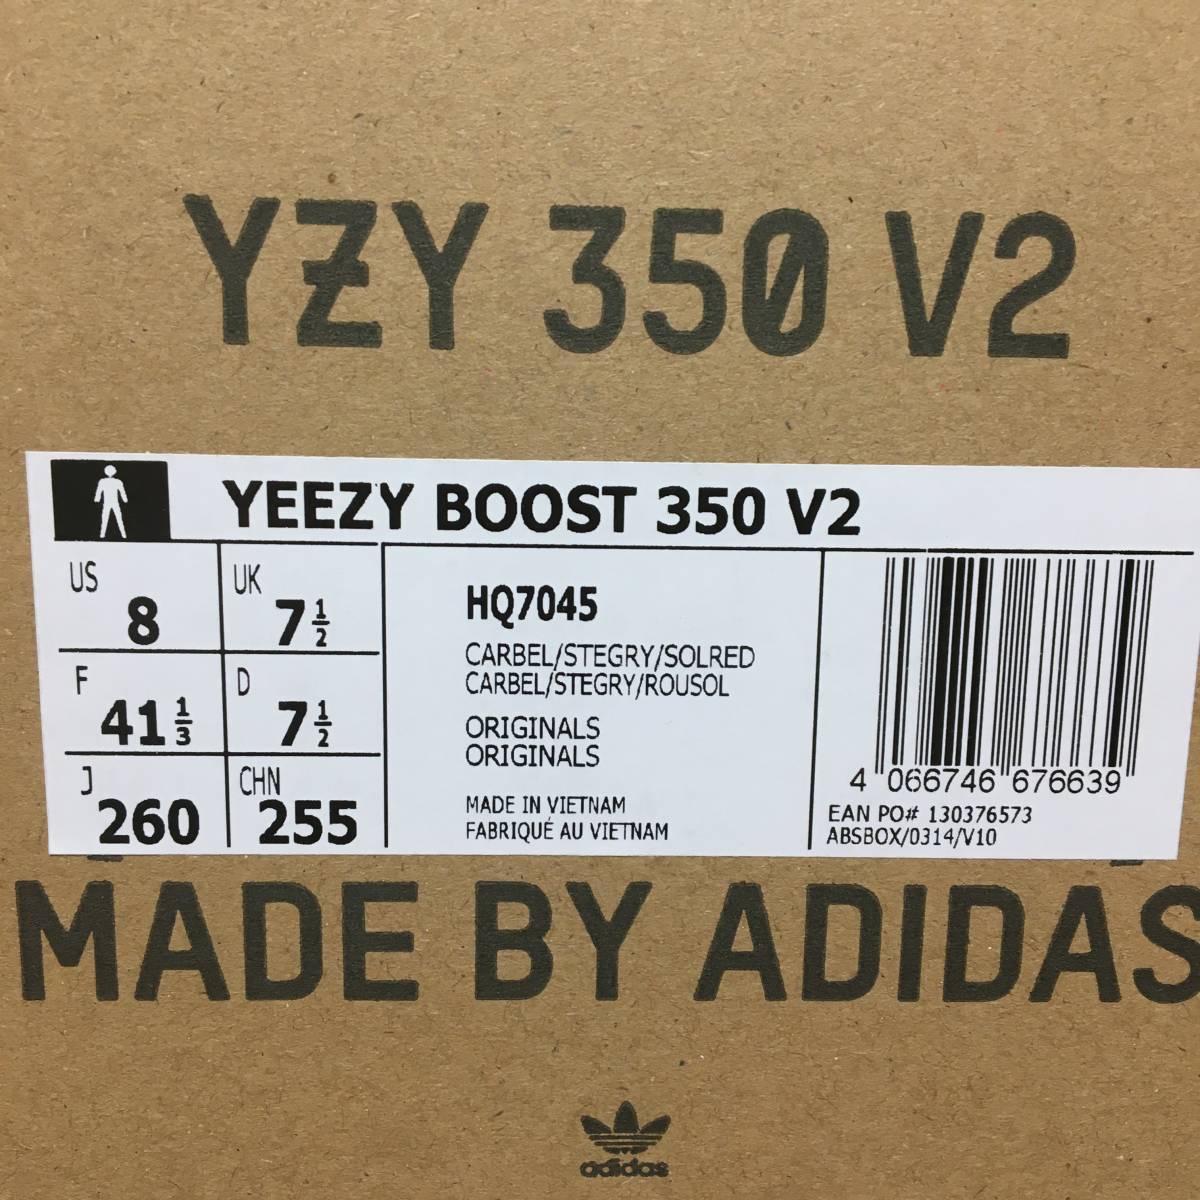 YZY 350 V2
YEEZY BOOST 350 V2
US 8 UK 7 1/2
F 41 1/3 D 7 1/2
J 260 CHN 255
HQ7045
CARBEL/STEGRY/SOLRED
CARBEL/STEGRY/ROUSOL
ORIGINALS
ORIGINALS
MADE IN VIETNAM
FABRIQUÉ AU VIETNAM
4 066746 676639
EAN PO# 130376573
ABSBOX/0314/V10
MADE BY ADIDAS
adidas